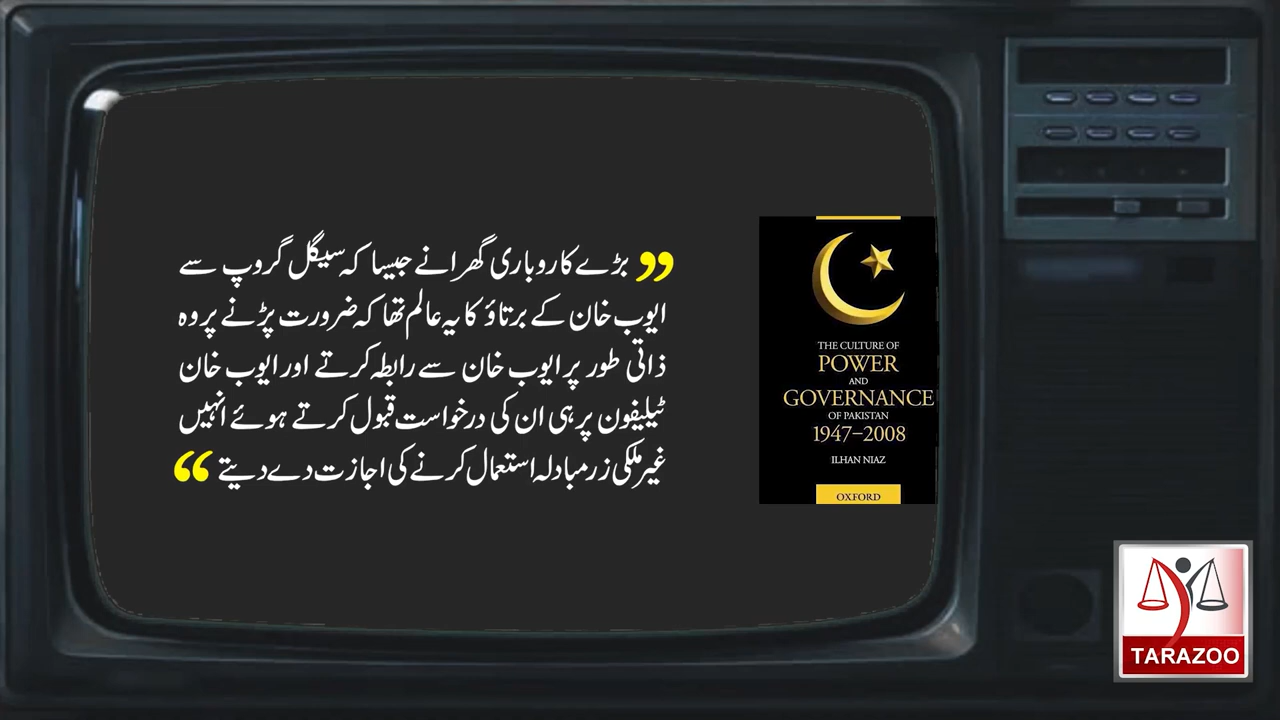 ”بڑے کاروباری گھرانے جیسا کہ سیگل گروپ سے
ایوب خان کے برتاؤ کا یہ عالم تھا کہ ضرورت پڑنے پر وہ
ذاتی طور پر ایوب خان سے رابطہ کرتے اور ایوب خان
ٹیلیفون پر ہی ان کی درخواست قبول کرتے ہوئے انہیں
غیر ملکی زرمبادلہ استعمال کرنے کی اجازت دے دیتے“
THE CULTURE OF
POWER
AND
GOVERNANCE
OF PAKISTAN
1947–2008
ILHAN NIAZ
OXFORD
TARAZOO